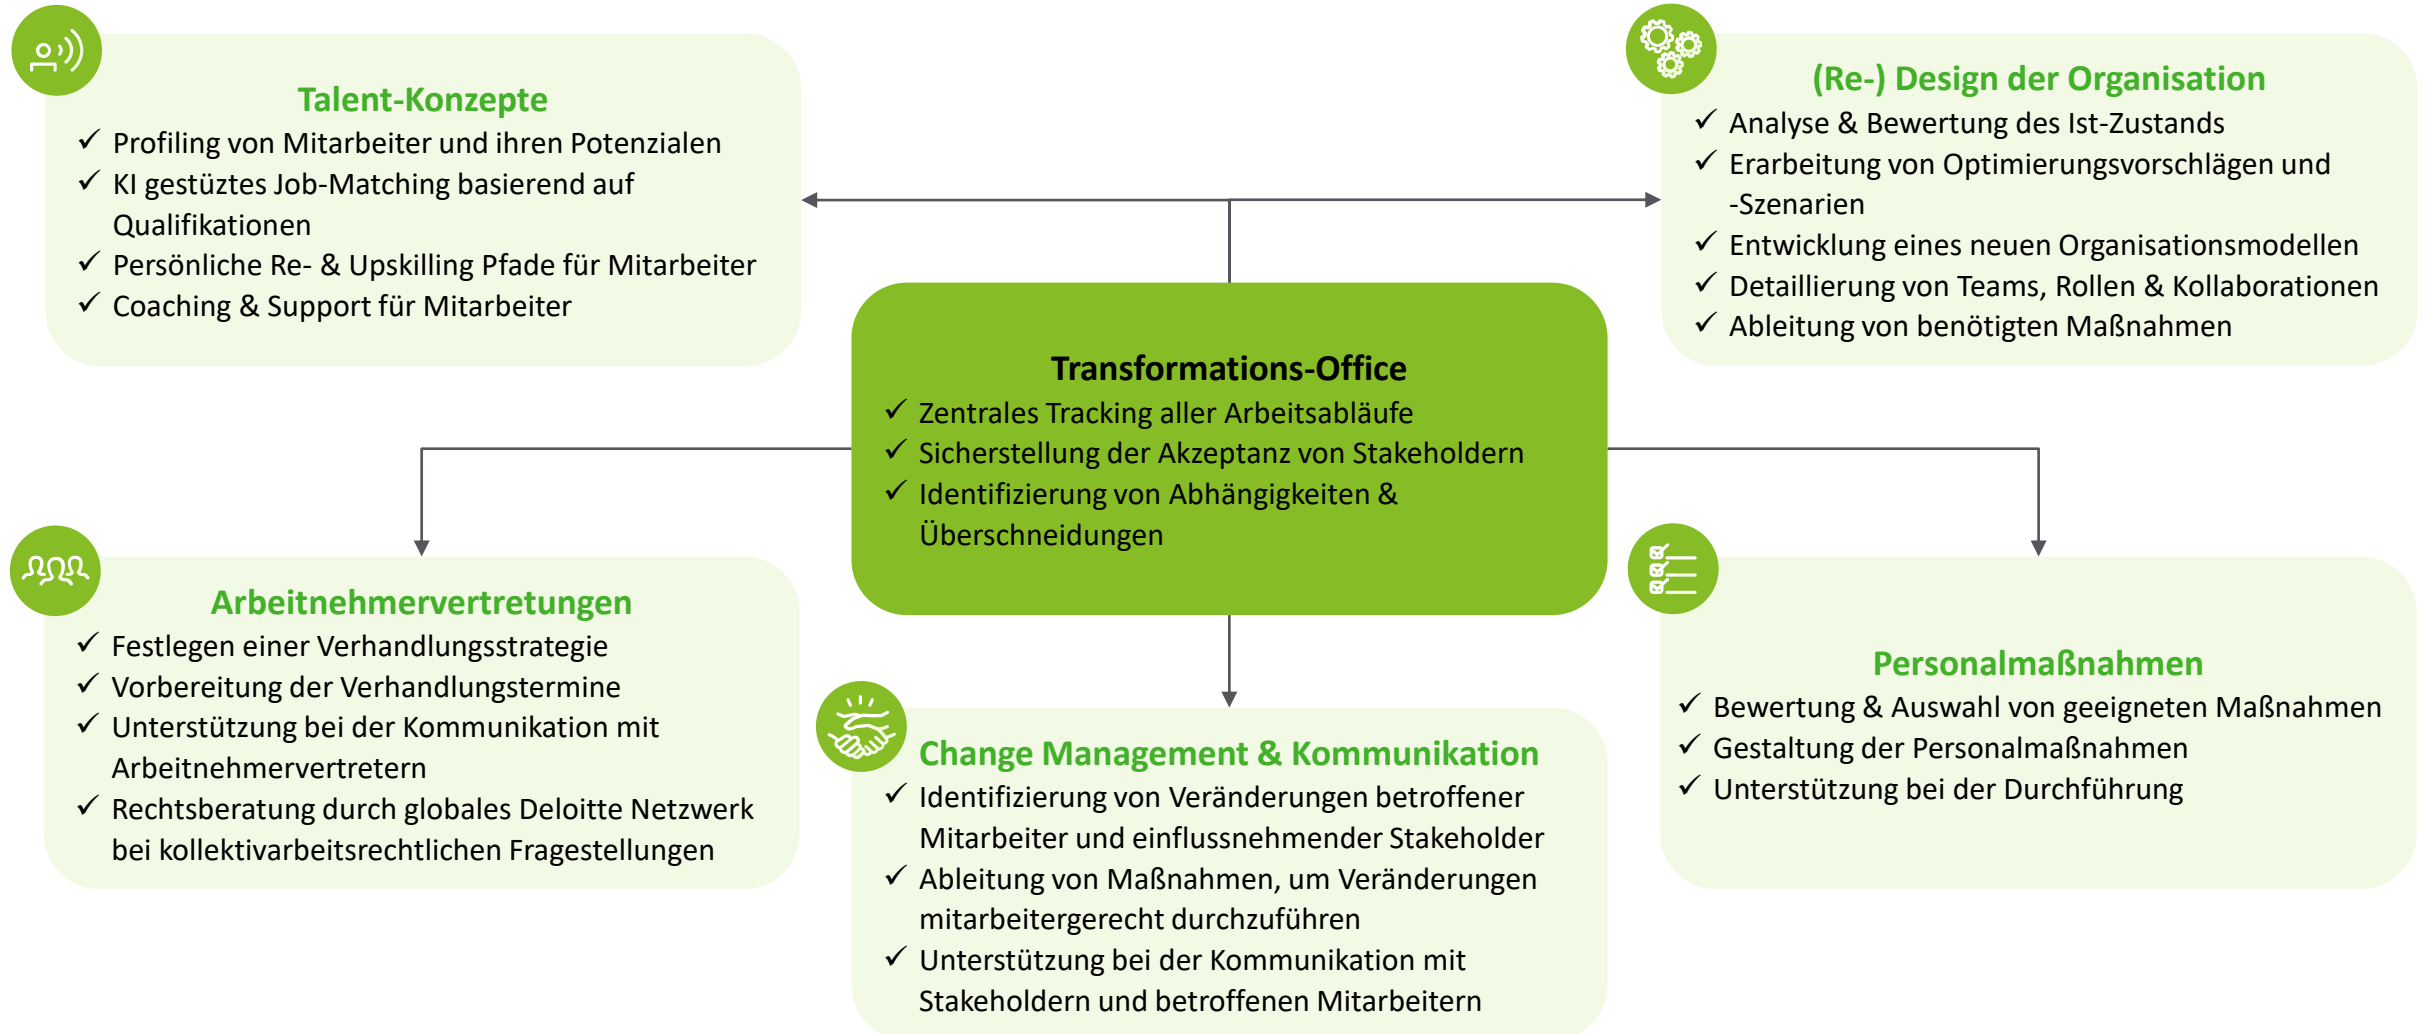 Talent-Konzepte
✓ Profiling von Mitarbeiter und ihren Potenzialen
✓ KI gestüztes Job-Matching basierend auf
Qualifikationen
✓ Persönliche Re- & Upskilling Pfade für Mitarbeiter
✓ Coaching & Support für Mitarbeiter
(Re-) Design der Organisation
✓ Analyse & Bewertung des Ist-Zustands
✓ Erarbeitung von Optimierungsvorschlägen und
-Szenarien
✓ Entwicklung eines neuen Organisationsmodellen
✓ Detaillierung von Teams, Rollen & Kollaborationen
✓ Ableitung von benötigten Maßnahmen
Transformations-Office
✓ Zentrales Tracking aller Arbeitsabläufe
✓ Sicherstellung der Akzeptanz von Stakeholdern
✓ Identifizierung von Abhängigkeiten &
Überschneidungen
Arbeitnehmervertretungen
✓ Festlegen einer Verhandlungsstrategie
✓ Vorbereitung der Verhandlungstermine
✓ Unterstützung bei der Kommunikation mit
Arbeitnehmervertretern
✓ Rechtsberatung durch globales Deloitte Netzwerk
bei kollektivarbeitsrechtlichen Fragestellungen
Change Management & Kommunikation
✓ Identifizierung von Veränderungen betroffener
Mitarbeiter und einflussnehmender Stakeholder
✓ Ableitung von Maßnahmen, um Veränderungen
mitarbeitergerecht durchzuführen
✓ Unterstützung bei der Kommunikation mit
Stakeholdern und betroffenen Mitarbeitern
Personalmaßnahmen
✓ Bewertung & Auswahl von geeigneten Maßnahmen
✓ Gestaltung der Personalmaßnahmen
✓ Unterstützung bei der Durchführung